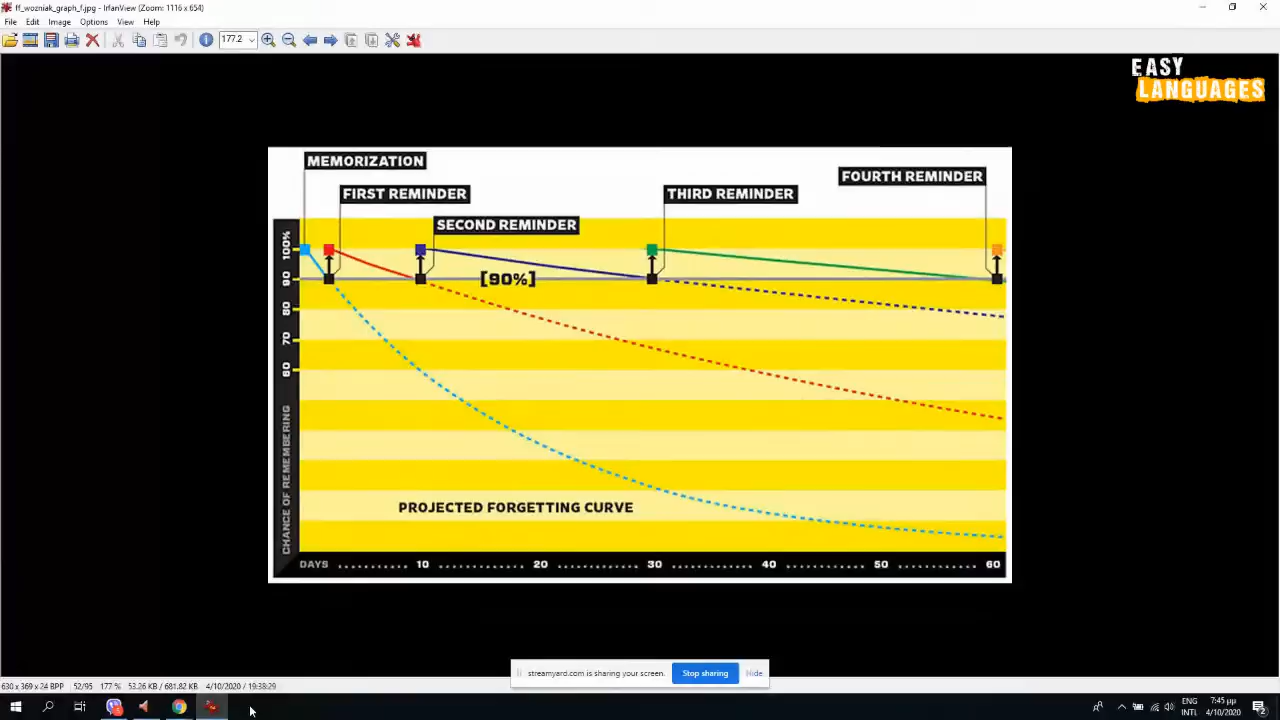 ff_wozniak_graph_f.jpg - IrfanView (Zoom: 1116 x 654)
File Edit Image Options View Help
177.2
EASY
LANGUAGES
MEMORIZATION
FIRST REMINDER
SECOND REMINDER
THIRD REMINDER
FOURTH REMINDER
100%
90
80
70
60
[90%]
CHANCE OF REMEMBERING
PROJECTED FORGETTING CURVE
DAYS 10 20 30 40 50 60
streamyard.com is sharing your screen.
Stop sharing
Hide
630 x 369 x 24 BPP 52/95 177 % 53.26 KB / 681.82 KB 4/10/2020 / 19:38:29
ENG
INTL
7:45 μμ
4/10/2020
2